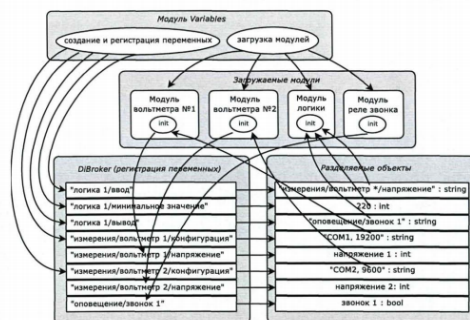 Модуль Variables
создание и регистрация переменных
загрузка модулей
Загружаемые модули
Модуль вольтметра №1
init
Модуль вольтметра №2
init
Модуль логики
init
Модуль реле звонка
init
DiBroker (регистрация переменных)
"логика 1/ввод"
"логика 1/минимальное значение"
"логика 1/вывод"
"измерения/вольтметр 1/конфигурация"
"измерения/вольтметр 1/напряжение"
"измерения/вольтметр 2/конфигурация"
"измерения/вольтметр 2/напряжение"
"оповещение/звонок 1"
Разделяемые объекты
"измерения/вольтметр */напряжение" : string
220 : int
"оповещение/звонок 1" : string
"COM1, 19200" : string
напряжение 1 : int
"COM2, 9600" : string
напряжение 2: int
звонок 1 : bool